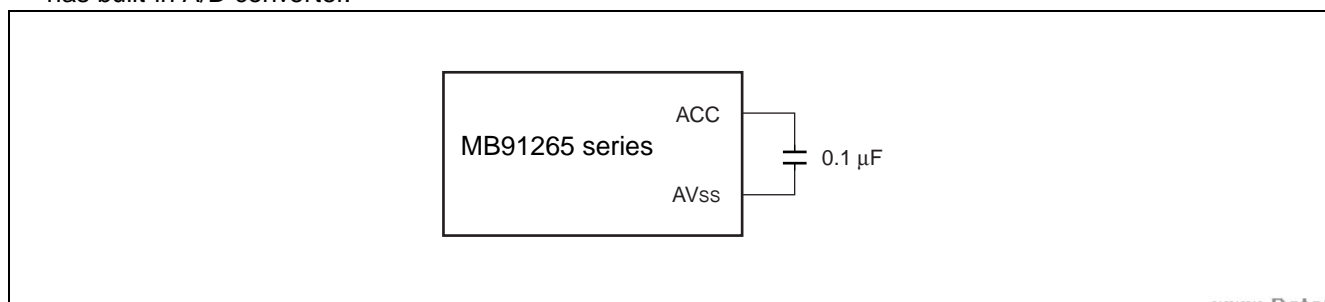 has built-in A/D converter.
ACC
MB91265 series
0.1 μF
AVss